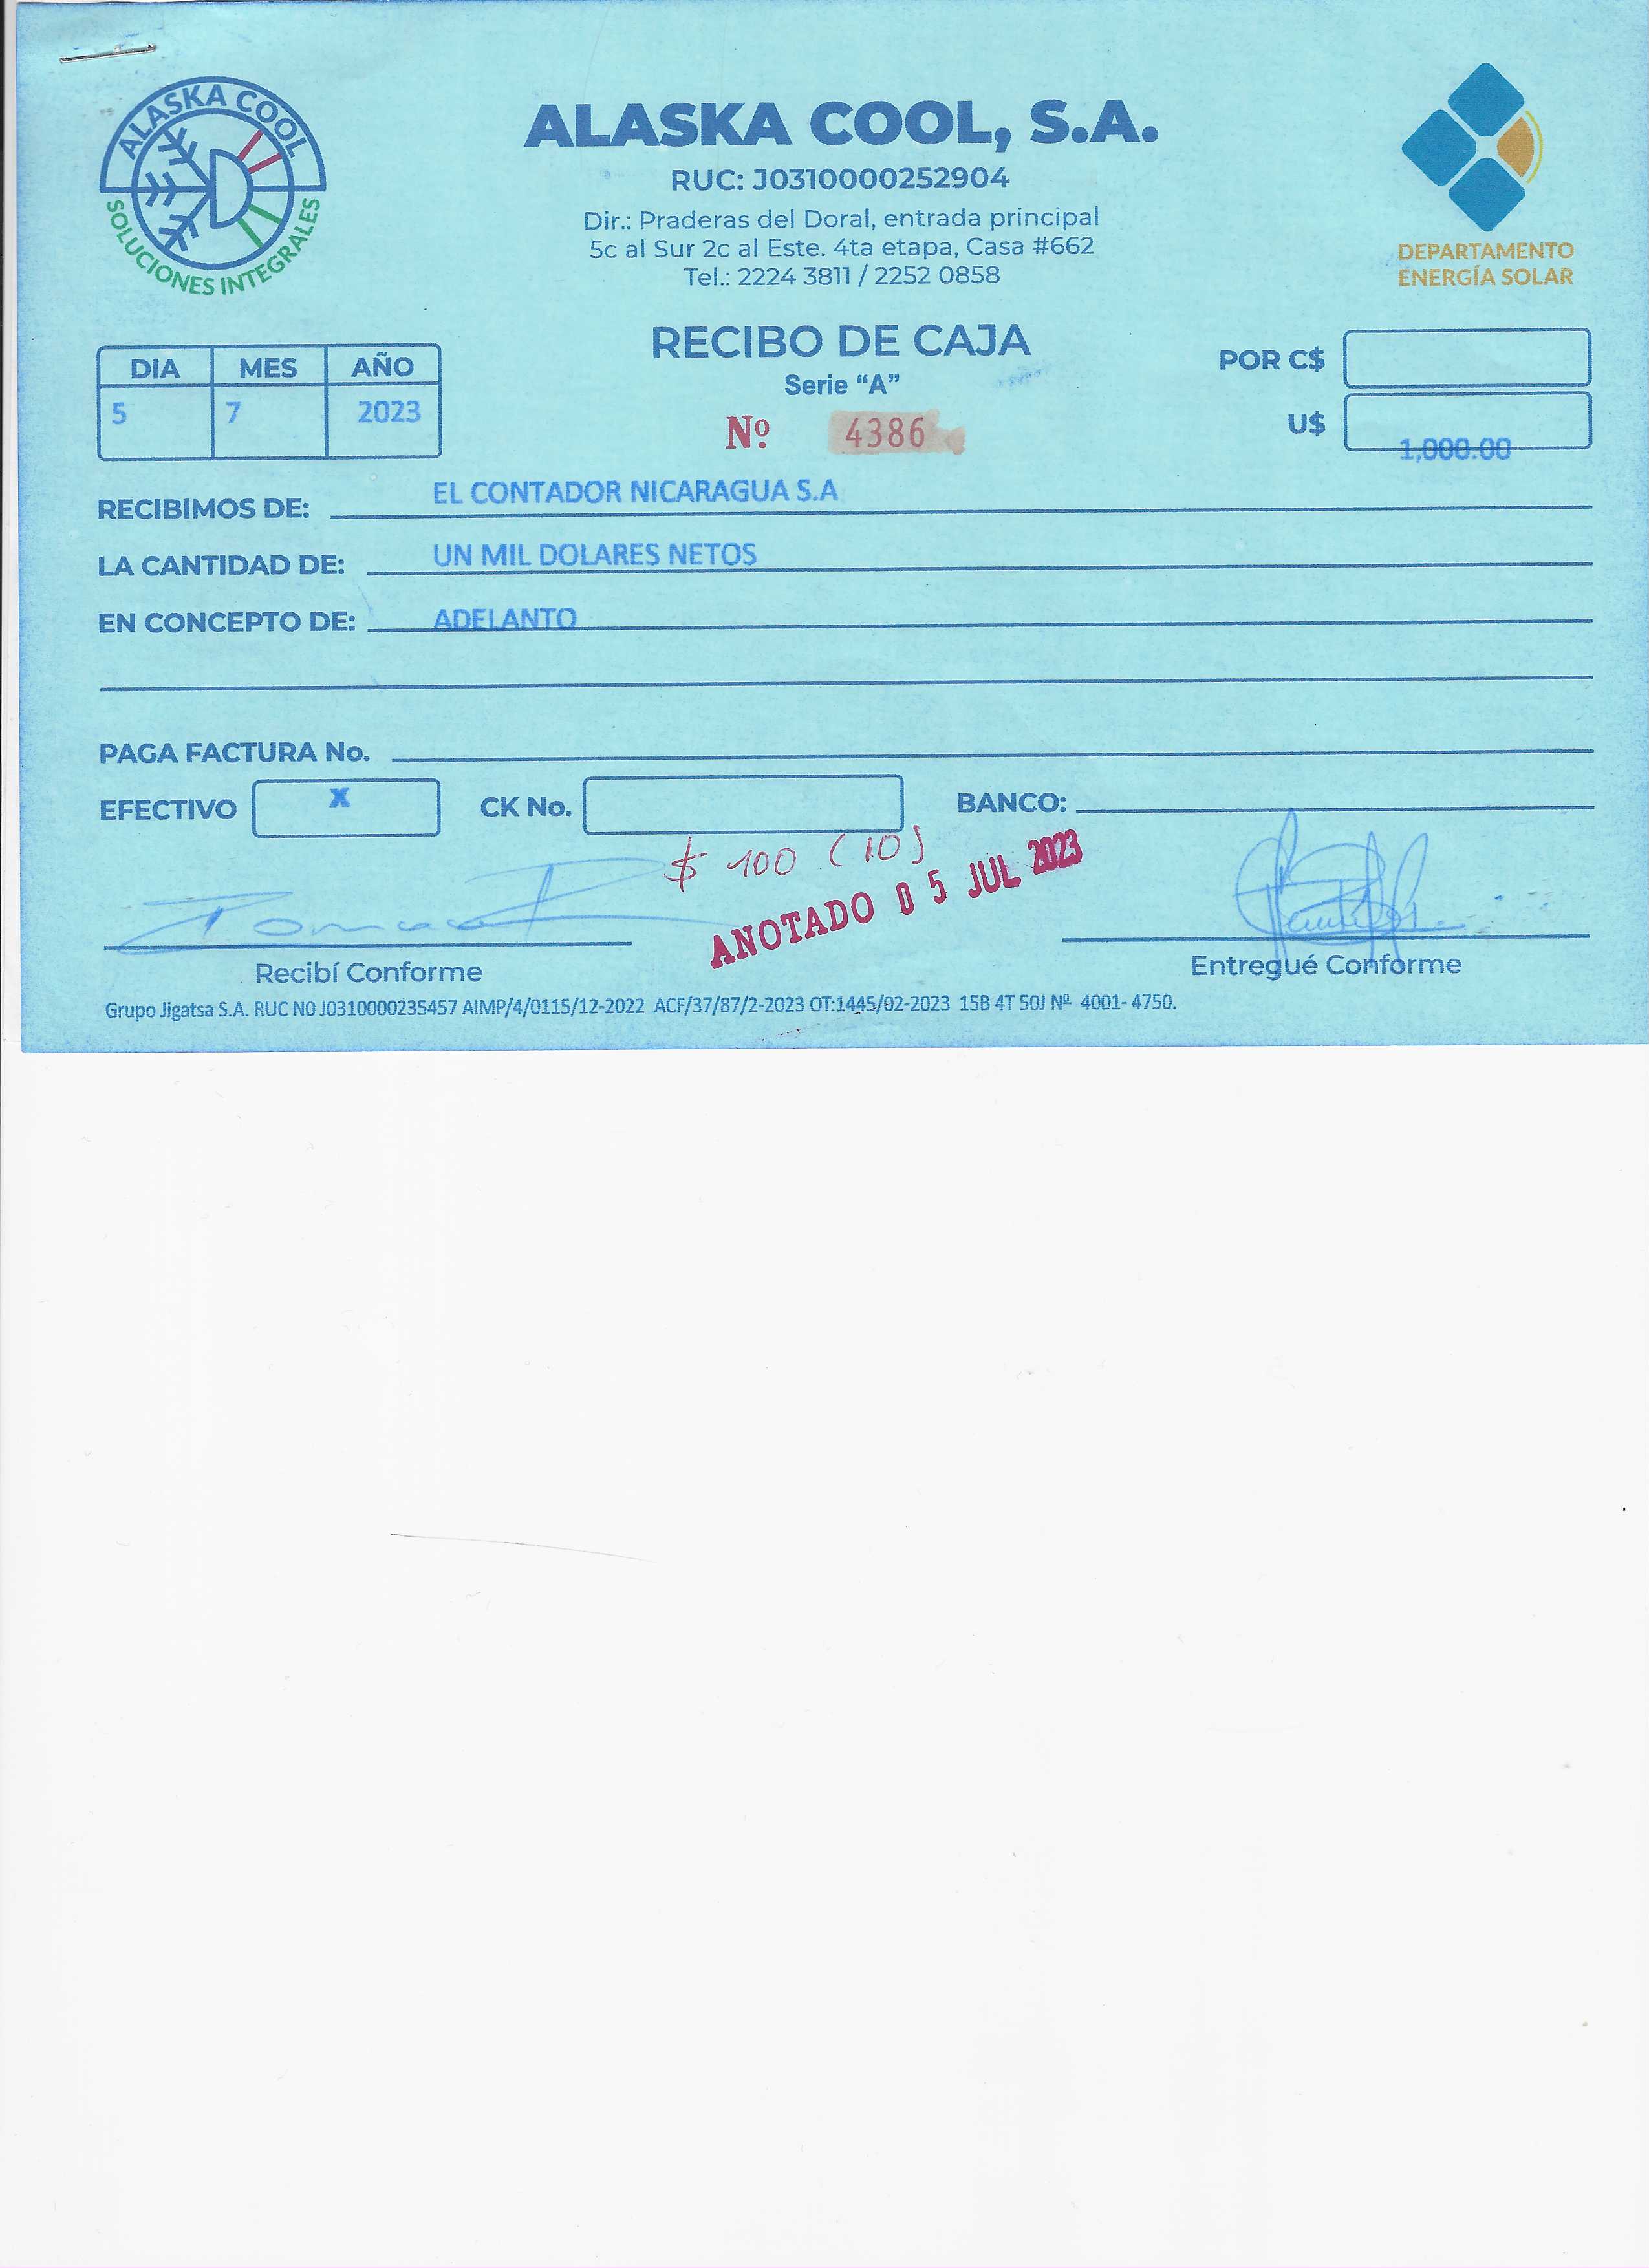 ALASKA COOL
SOLUCIONES INTEGRALES
ALASKA COOL, S.A.
RUC: J0310000252904
Dir.: Praderas del Doral, entrada principal
5c al Sur 2c al Este. 4ta etapa, Casa #662
Tel.: 2224 3811 / 2252 0858
DEPARTAMENTO
ENERGÍA SOLAR
RECIBO DE CAJA
Serie “A”
Nº 4386
DIA MES AÑO
5 7 2023
POR C$
U$ 1,000.00
RECIBIMOS DE: EL CONTADOR NICARAGUA S.A
LA CANTIDAD DE: UN MIL DOLARES NETOS
EN CONCEPTO DE: ADELANTO
PAGA FACTURA No.
EFECTIVO X CK No. BANCO:
$ 100 (10)
ANOTADO 05 JUL 2023
Recibí Conforme
Entregué Conforme
Grupo Jigatsa S.A. RUC N0 J0310000235457 AIMP/4/0115/12-2022 ACF/37/87/2-2023 OT:1445/02-2023 15B 4T 50J Nº 4001- 4750.